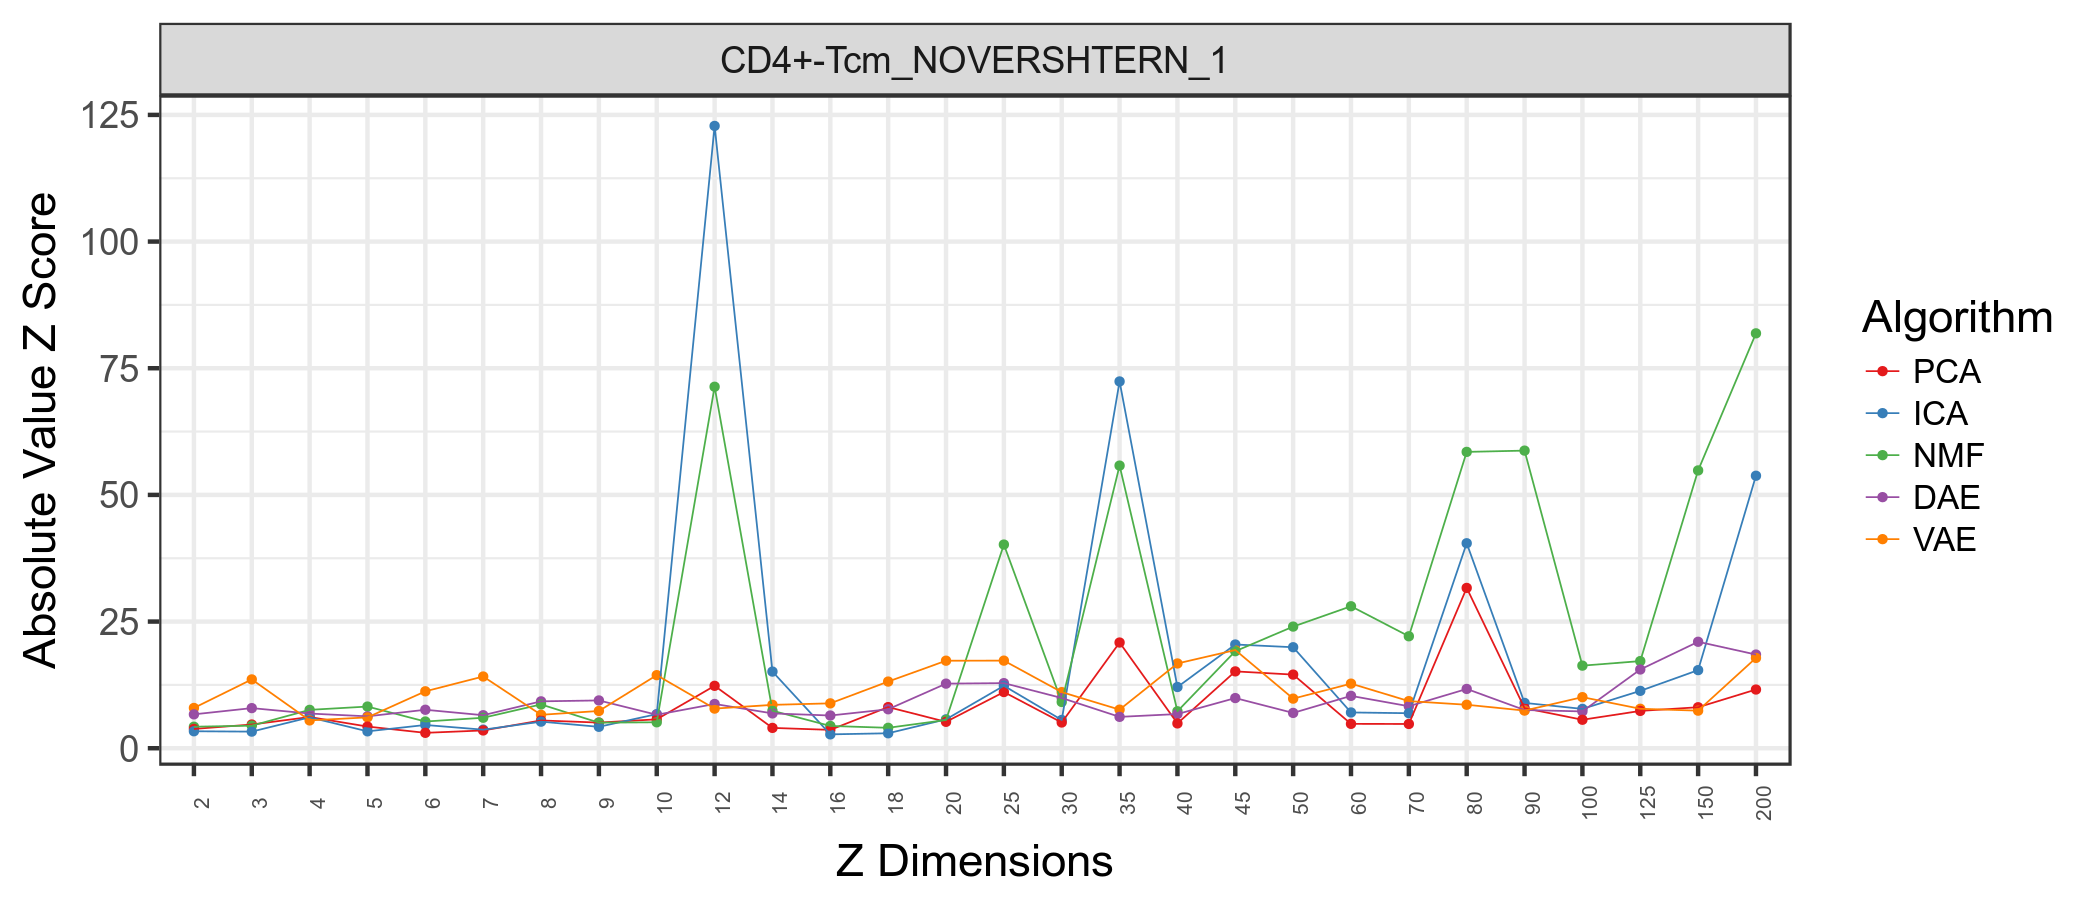 CD4+-Tcm_NOVERSHTERN_1
Absolute Value Z Score
125
100
75
50
25
0
2 3 4 5 6 7 8 9 10 12 14 16 18 20 25 30 35 40 45 50 60 70 80 90 100 125 150 200
Z Dimensions
Algorithm
PCA
ICA
NMF
DAE
VAE